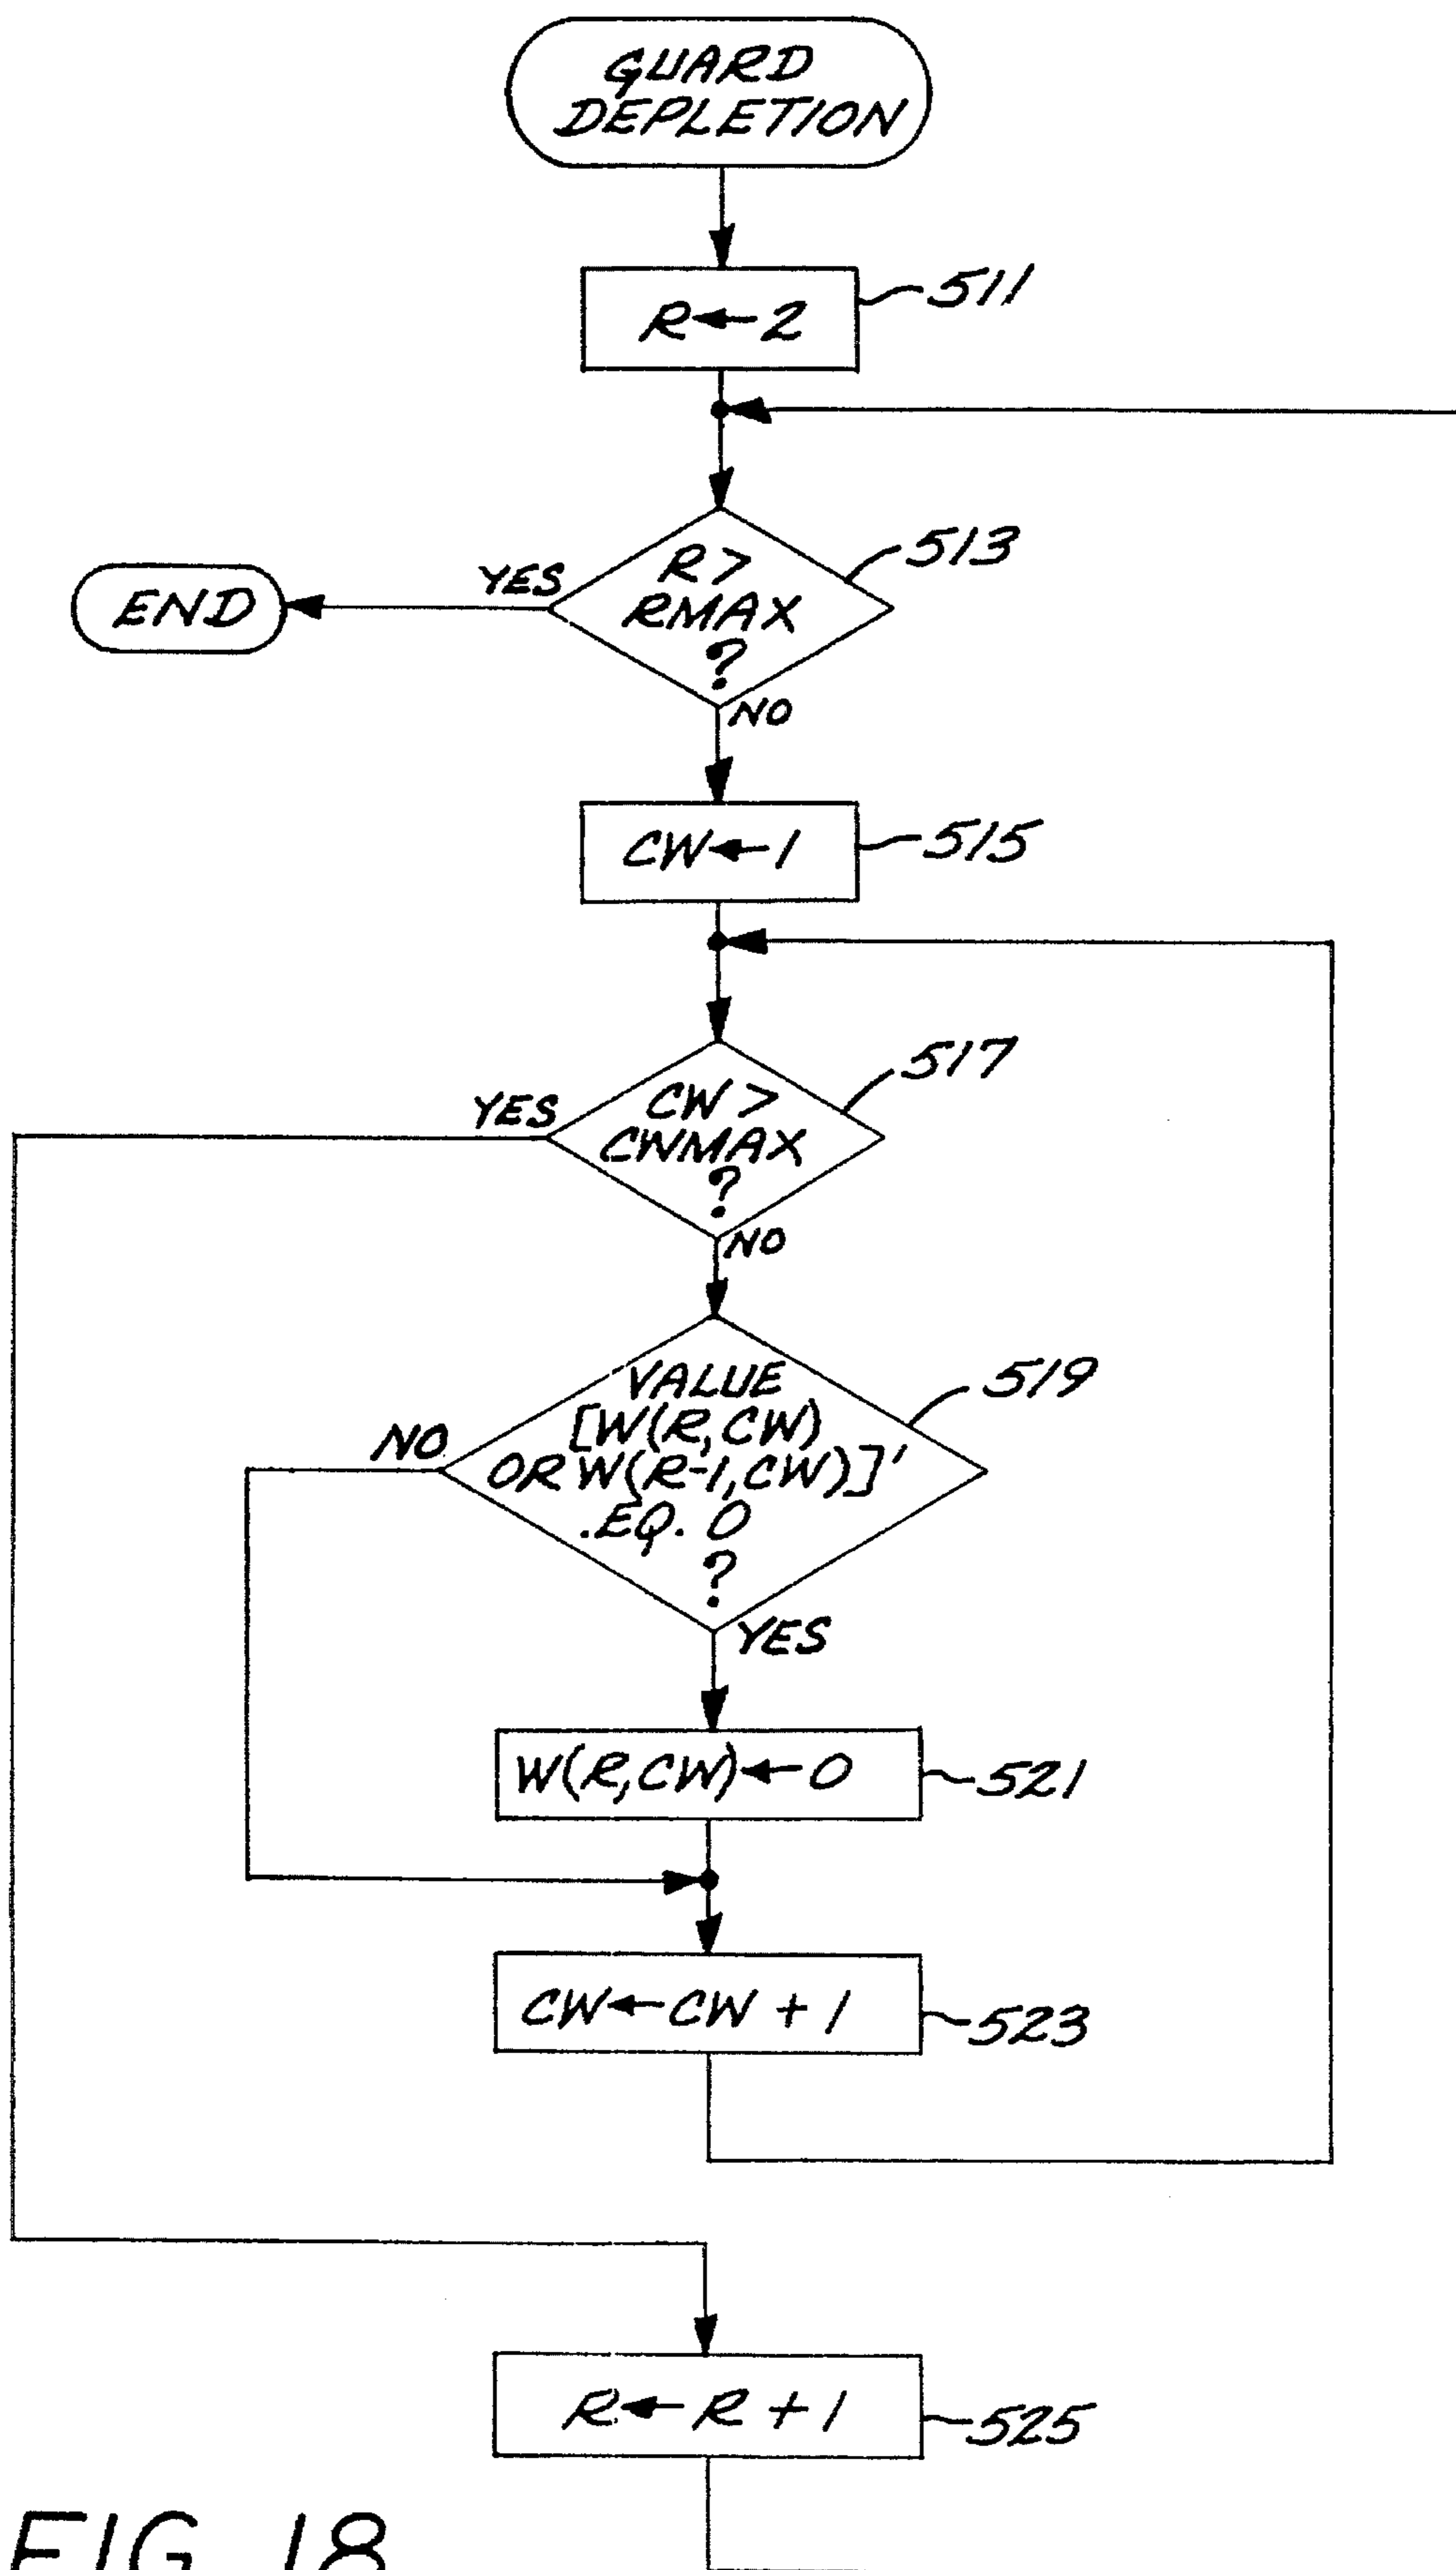 GUARD
DEPLETION
R←2
511
R>
RMAX
?
513
YES
END
NO
CW←1
515
CW>
CWMAX
?
517
YES
NO
VALUE
[W(R,CW)
OR W(R-1,CW)]'
.EQ. 0
?
519
NO
YES
W(R,CW)←0
521
CW←CW+1
523
R←R+1
525
FIG. 18